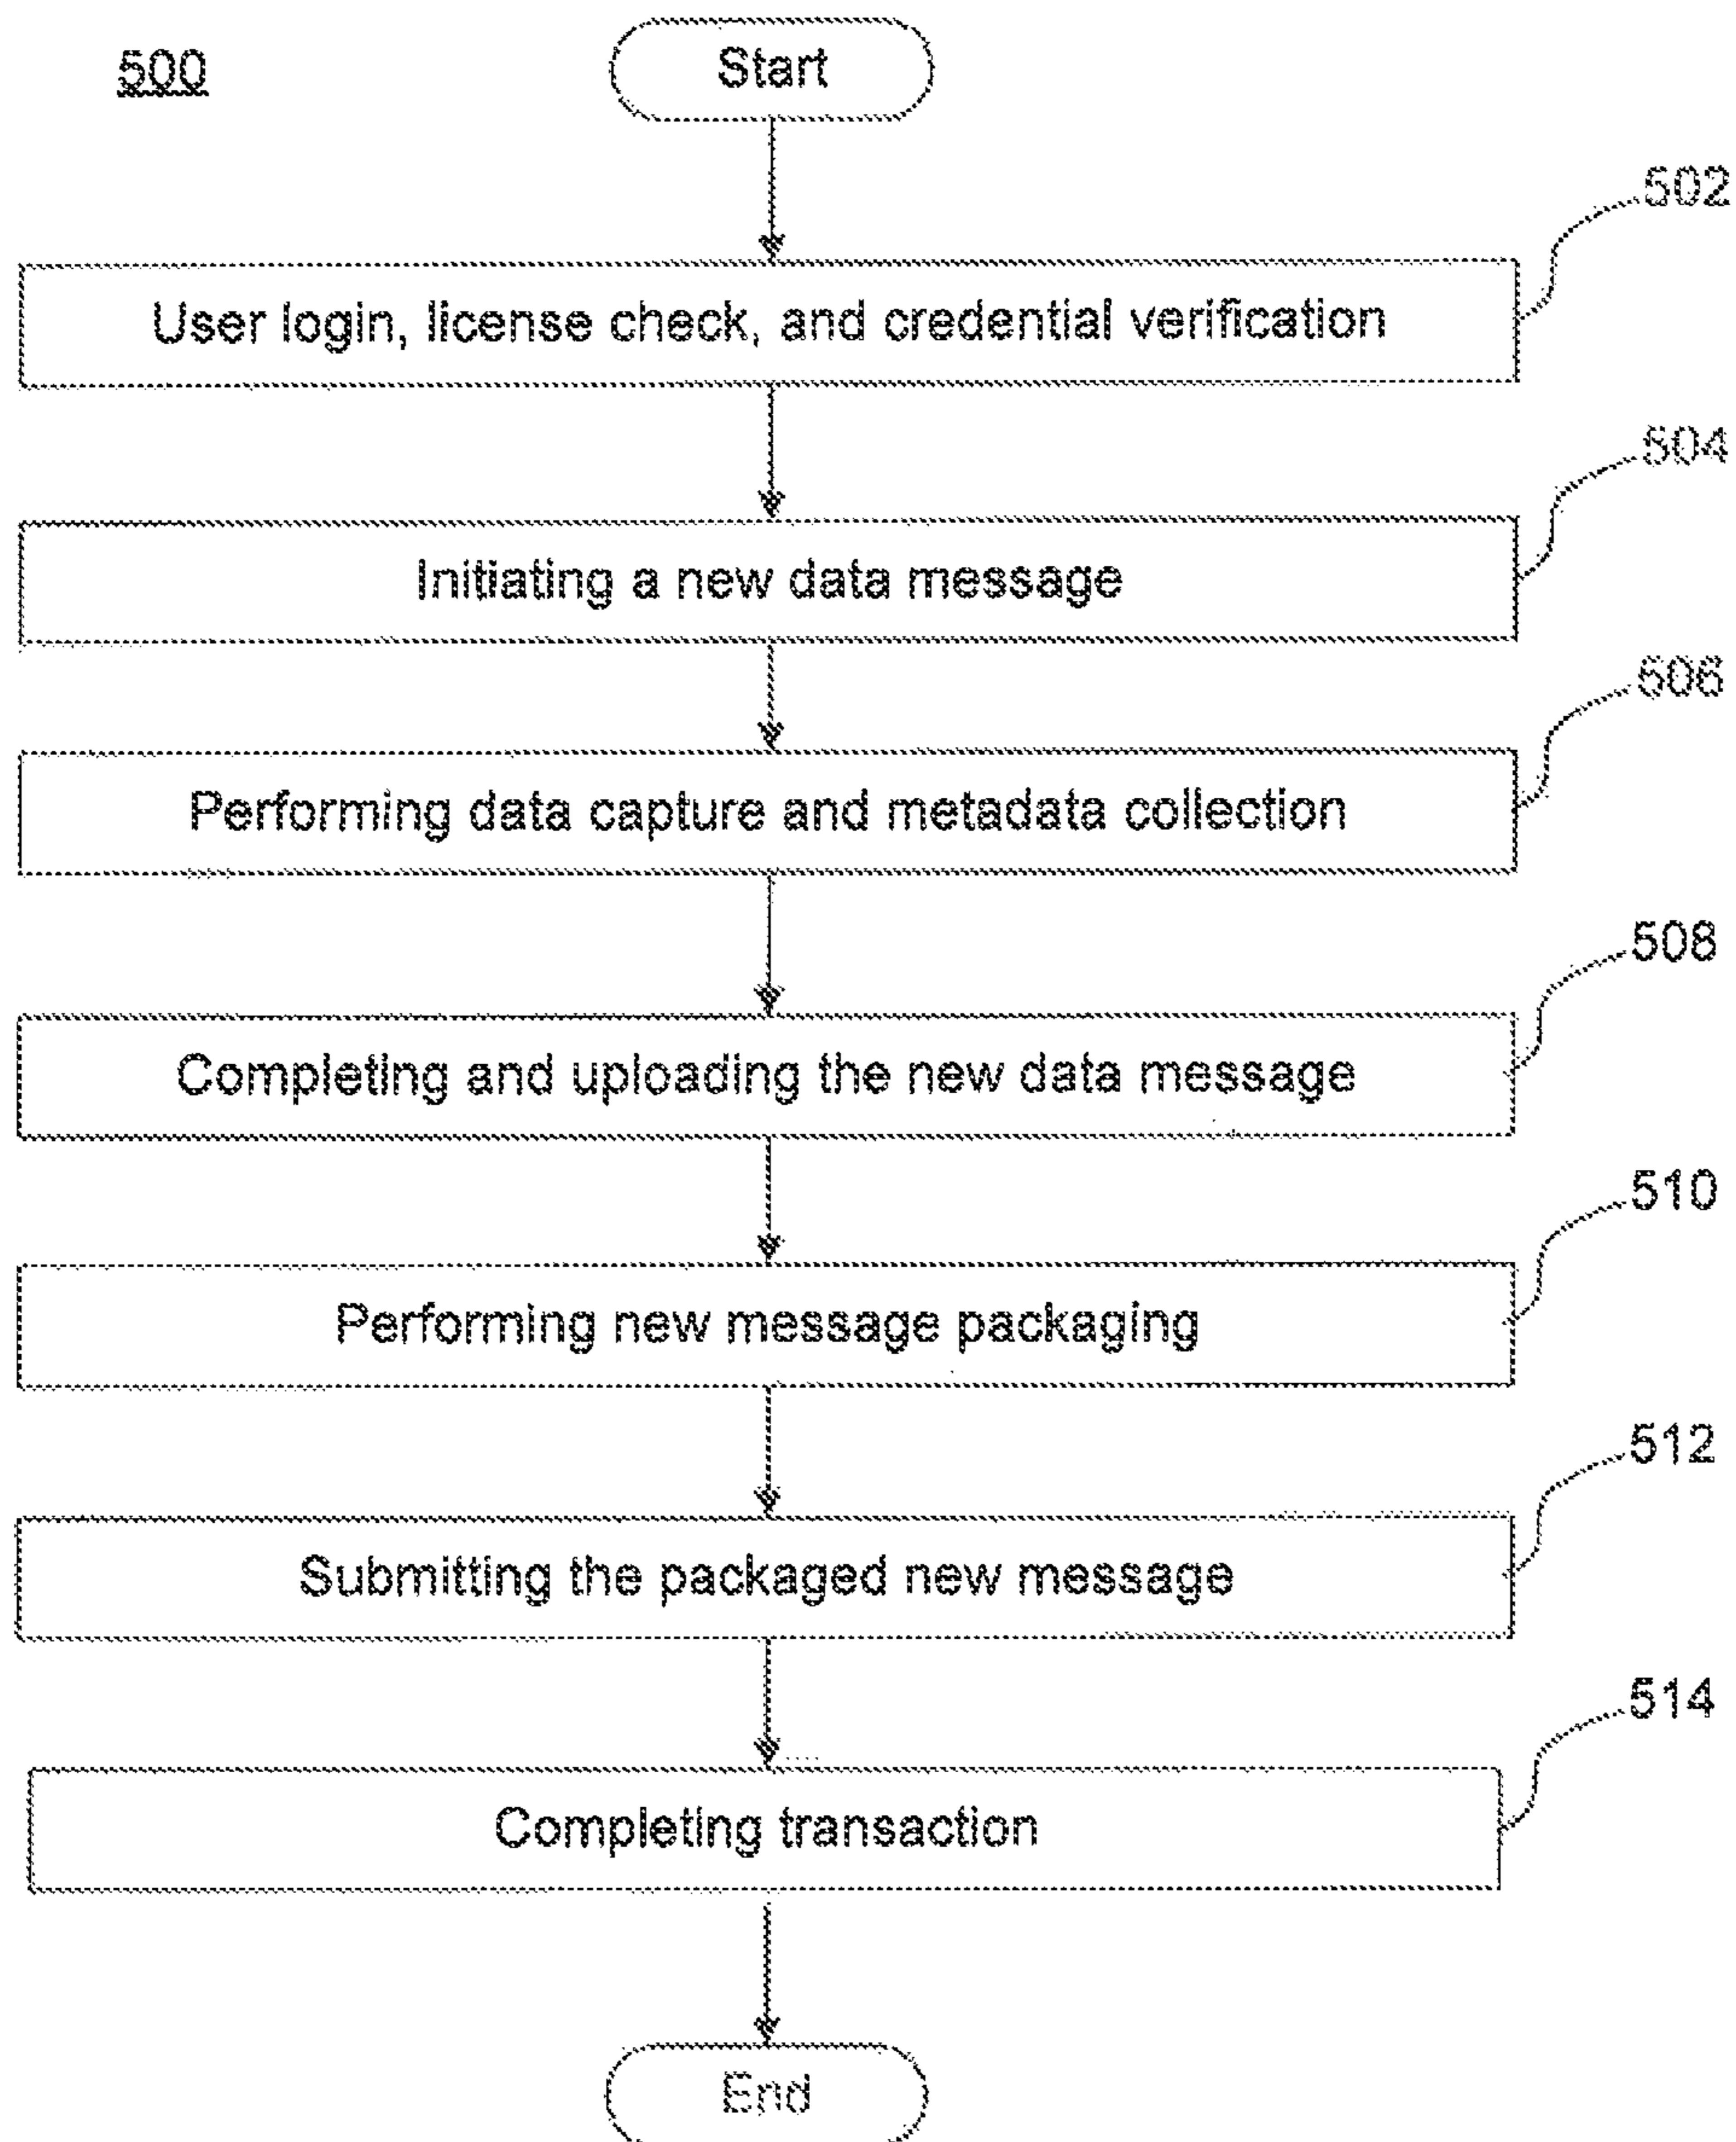 500
Start
502
User login, license check, and credential verification
504
Initiating a new data message
506
Performing data capture and metadata collection
508
Completing and uploading the new data message
510
Performing new message packaging
512
Submitting the packaged new message
514
Completing transaction
End